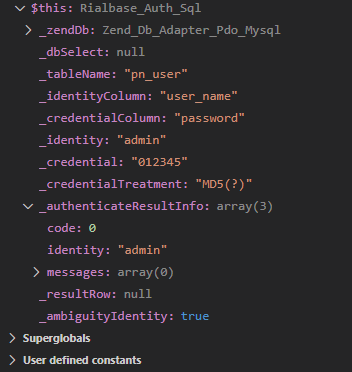 $this: Rialbase_Auth_Sql
_zendDb: Zend_Db_Adapter_Pdo_Mysql
_dbSelect: null
_tableName: "pn_user"
_identityColumn: "user_name"
_credentialColumn: "password"
_identity: "admin"
_credential: "012345"
_credentialTreatment: "MD5(?)"
_authenticateResultInfo: array(3)
code: 0
identity: "admin"
messages: array(0)
_resultRow: null
_ambiguityIdentity: true
Superglobals
User defined constants